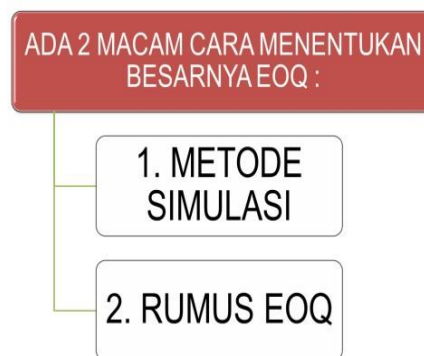 ADA 2 MACAM CARA MENENTUKAN
BESARNYA EOQ :
1. METODE
SIMULASI
2. RUMUS EOQ